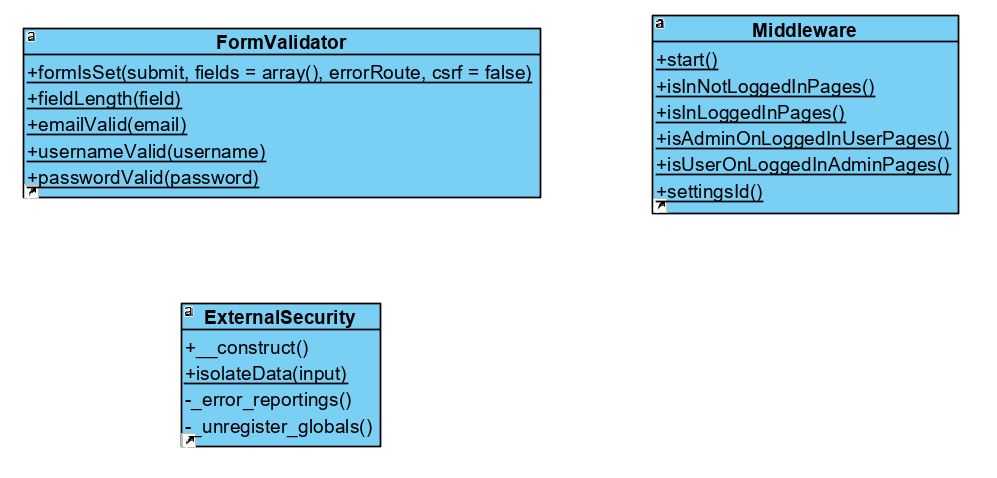 a
FormValidator
+formIsSet(submit, fields = array(), errorRoute, csrf = false)
+fieldLength(field)
+emailValid(email)
+usernameValid(username)
+passwordValid(password)
a
Middleware
+start()
+isInNotLoggedInPages()
+isInLoggedInPages()
+isAdminOnLoggedInUserPages()
+isUserOnLoggedInAdminPages()
+settingsId()
a
ExternalSecurity
+__construct()
+isolateData(input)
-_error_reportings()
-_unregister_globals()